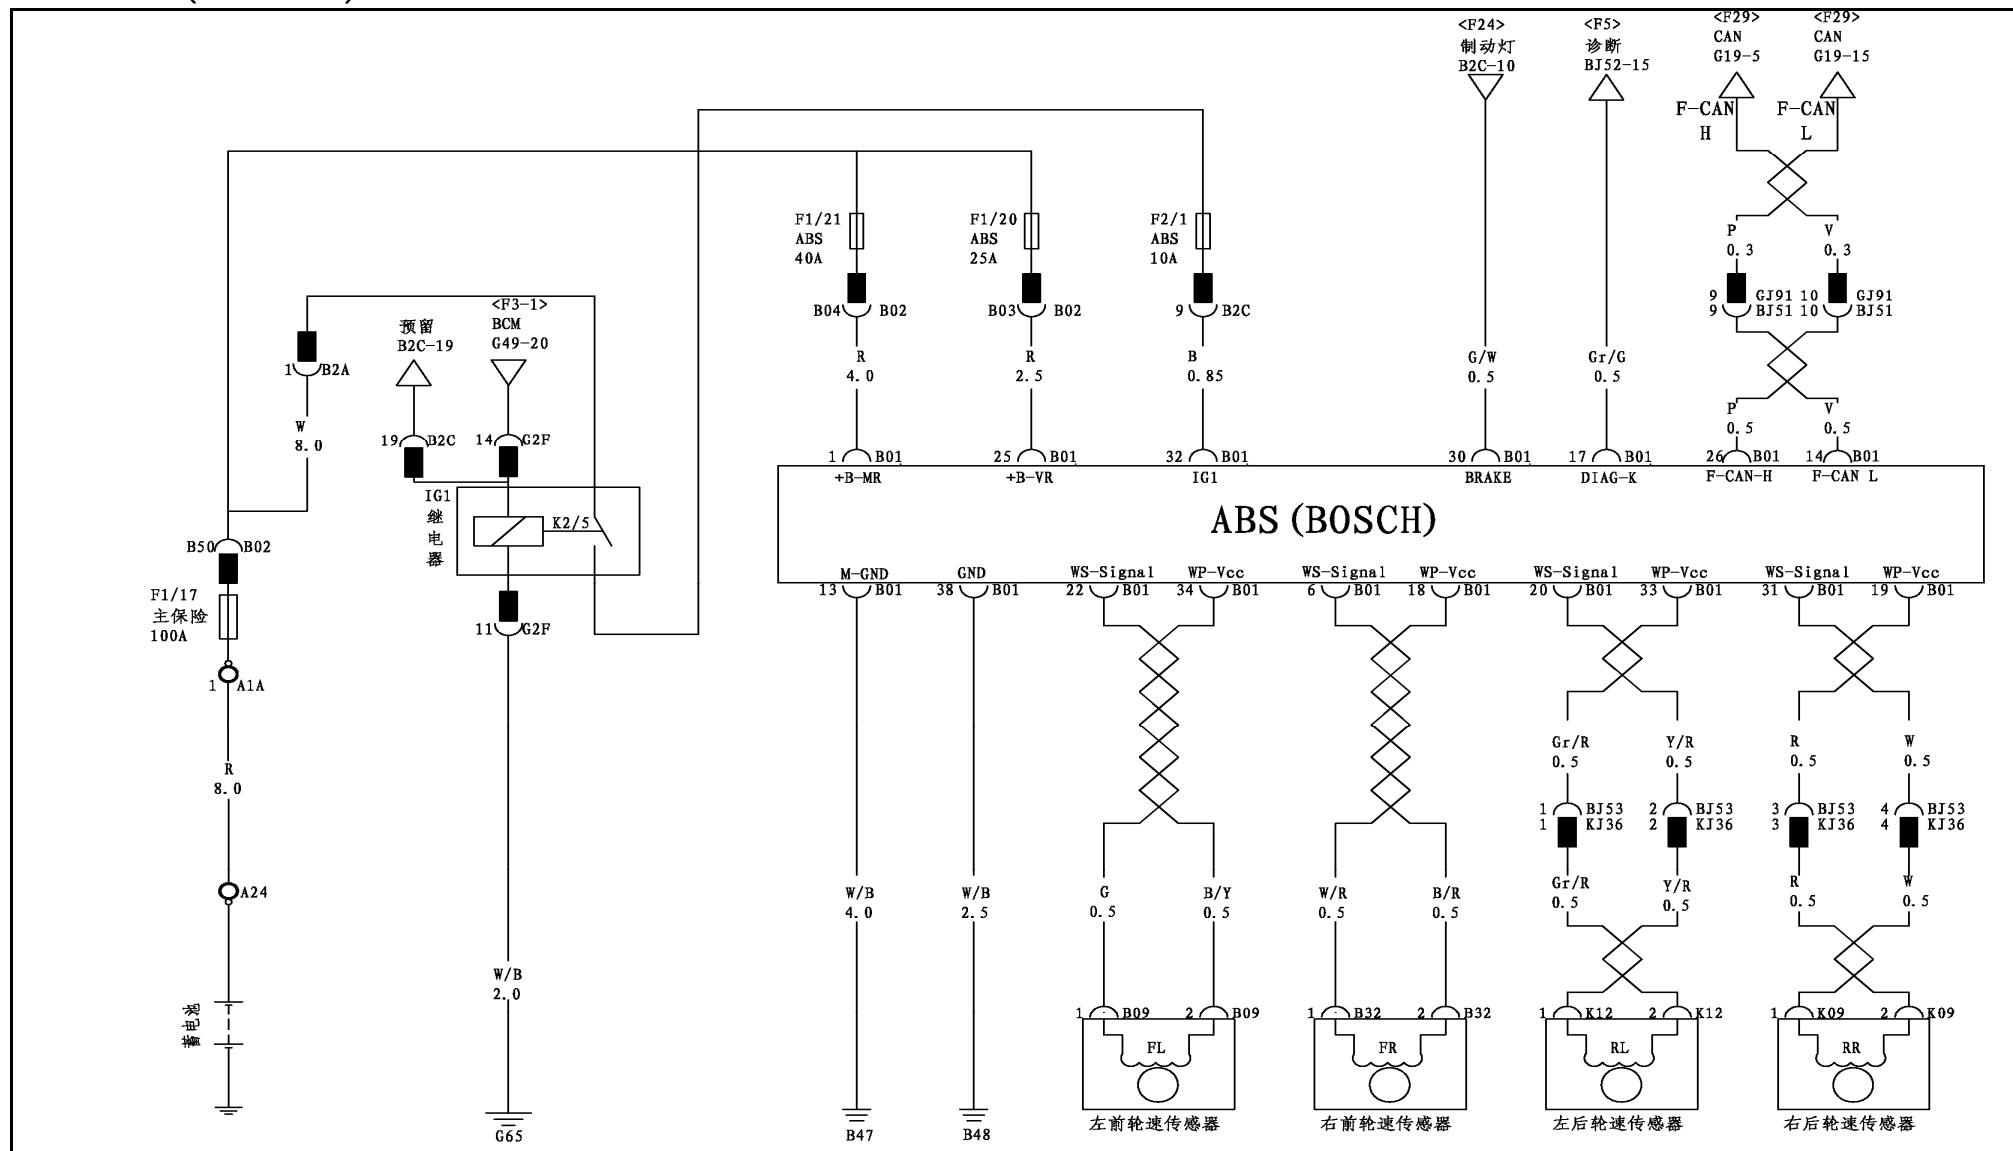 <F24>
制动灯
B2C-10
<F5>
诊断
BJ52-15
<F29>
CAN
G19-5
<F29>
CAN
G19-15
F-CAN
H
F-CAN
L
F1/21
ABS
40A
F1/20
ABS
25A
F2/1
ABS
10A
P
0.3
V
0.3
B04 B02
B03 B02
9 B2C
9 GJ91
9 BJ51
10 GJ91
10 BJ51
<F3-1>
BCM
G49-20
预留
B2C-19
1 B2A
R
4.0
R
2.5
B
0.85
G/W
0.5
Gr/G
0.5
P
0.5
V
0.5
W
8.0
19 B2C
14 G2F
1 B01
25 B01
32 B01
30 B01
17 B01
26 B01
14 B01
+B-MR
+B-VR
IG1
BRAKE
DIAG-K
F-CAN-H
F-CAN L
IG1
继
电
器
K2/5
ABS (BOSCH)
B50 B02
F1/17
主保险
100A
M-GND
GND
WS-Signal
WP-Vcc
WS-Signal
WP-Vcc
WS-Signal
WP-Vcc
WS-Signal
WP-Vcc
13 B01
38 B01
22 B01
34 B01
6 B01
18 B01
20 B01
33 B01
31 B01
19 B01
11 G2F
1 A1A
R
8.0
Gr/R
0.5
Y/R
0.5
R
0.5
W
0.5
1 BJ53
1 KJ36
2 BJ53
2 KJ36
3 BJ53
3 KJ36
4 BJ53
4 KJ36
A24
W/B
4.0
W/B
2.5
G
0.5
B/Y
0.5
W/R
0.5
B/R
0.5
Gr/R
0.5
Y/R
0.5
R
0.5
W
0.5
W/B
2.0
蓄电池
1 B09
2 B09
1 B32
2 B32
1 K12
2 K12
1 K09
2 K09
FL
FR
RL
RR
G65
B47
B48
左前轮速传感器
右前轮速传感器
左后轮速传感器
右后轮速传感器